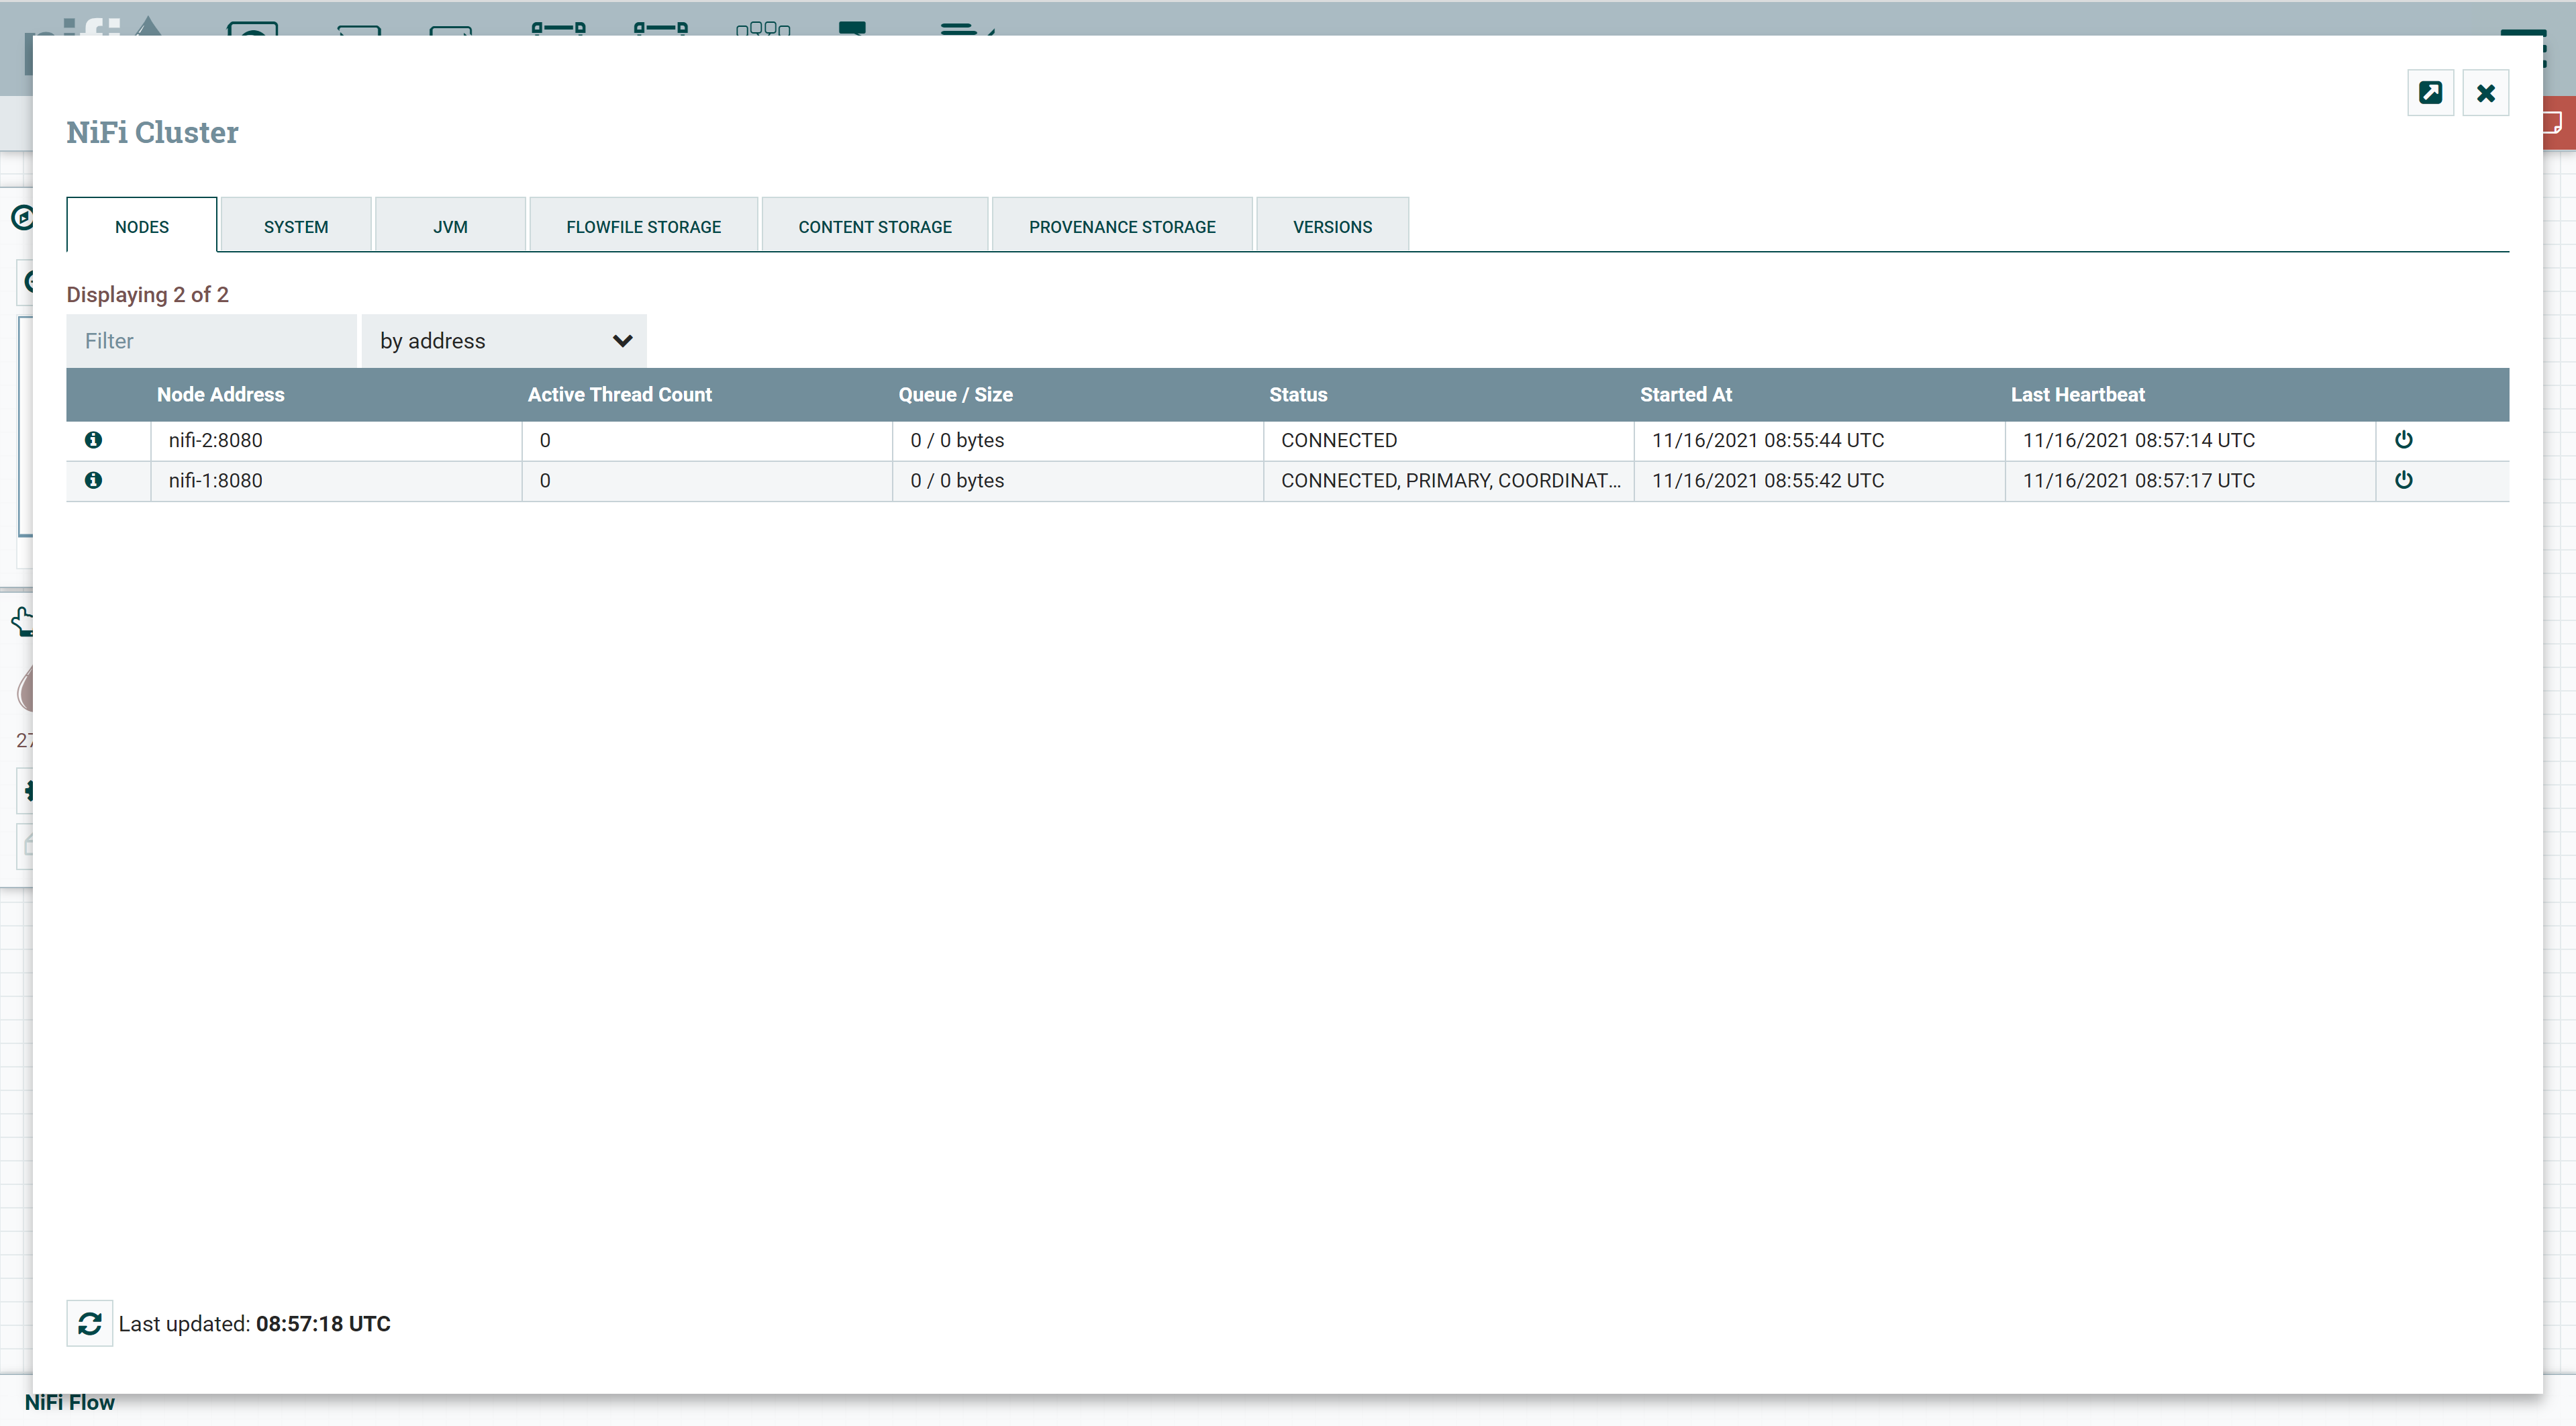 nifi
NiFi Cluster
NODES SYSTEM JVM FLOWFILE STORAGE CONTENT STORAGE PROVENANCE STORAGE VERSIONS
Displaying 2 of 2
Filter by address
Node Address Active Thread Count Queue / Size Status Started At Last Heartbeat
nifi-2:8080 0 0 / 0 bytes CONNECTED 11/16/2021 08:55:44 UTC 11/16/2021 08:57:14 UTC
nifi-1:8080 0 0 / 0 bytes CONNECTED, PRIMARY, COORDINAT... 11/16/2021 08:55:42 UTC 11/16/2021 08:57:17 UTC
27
Last updated: 08:57:18 UTC
NiFi Flow